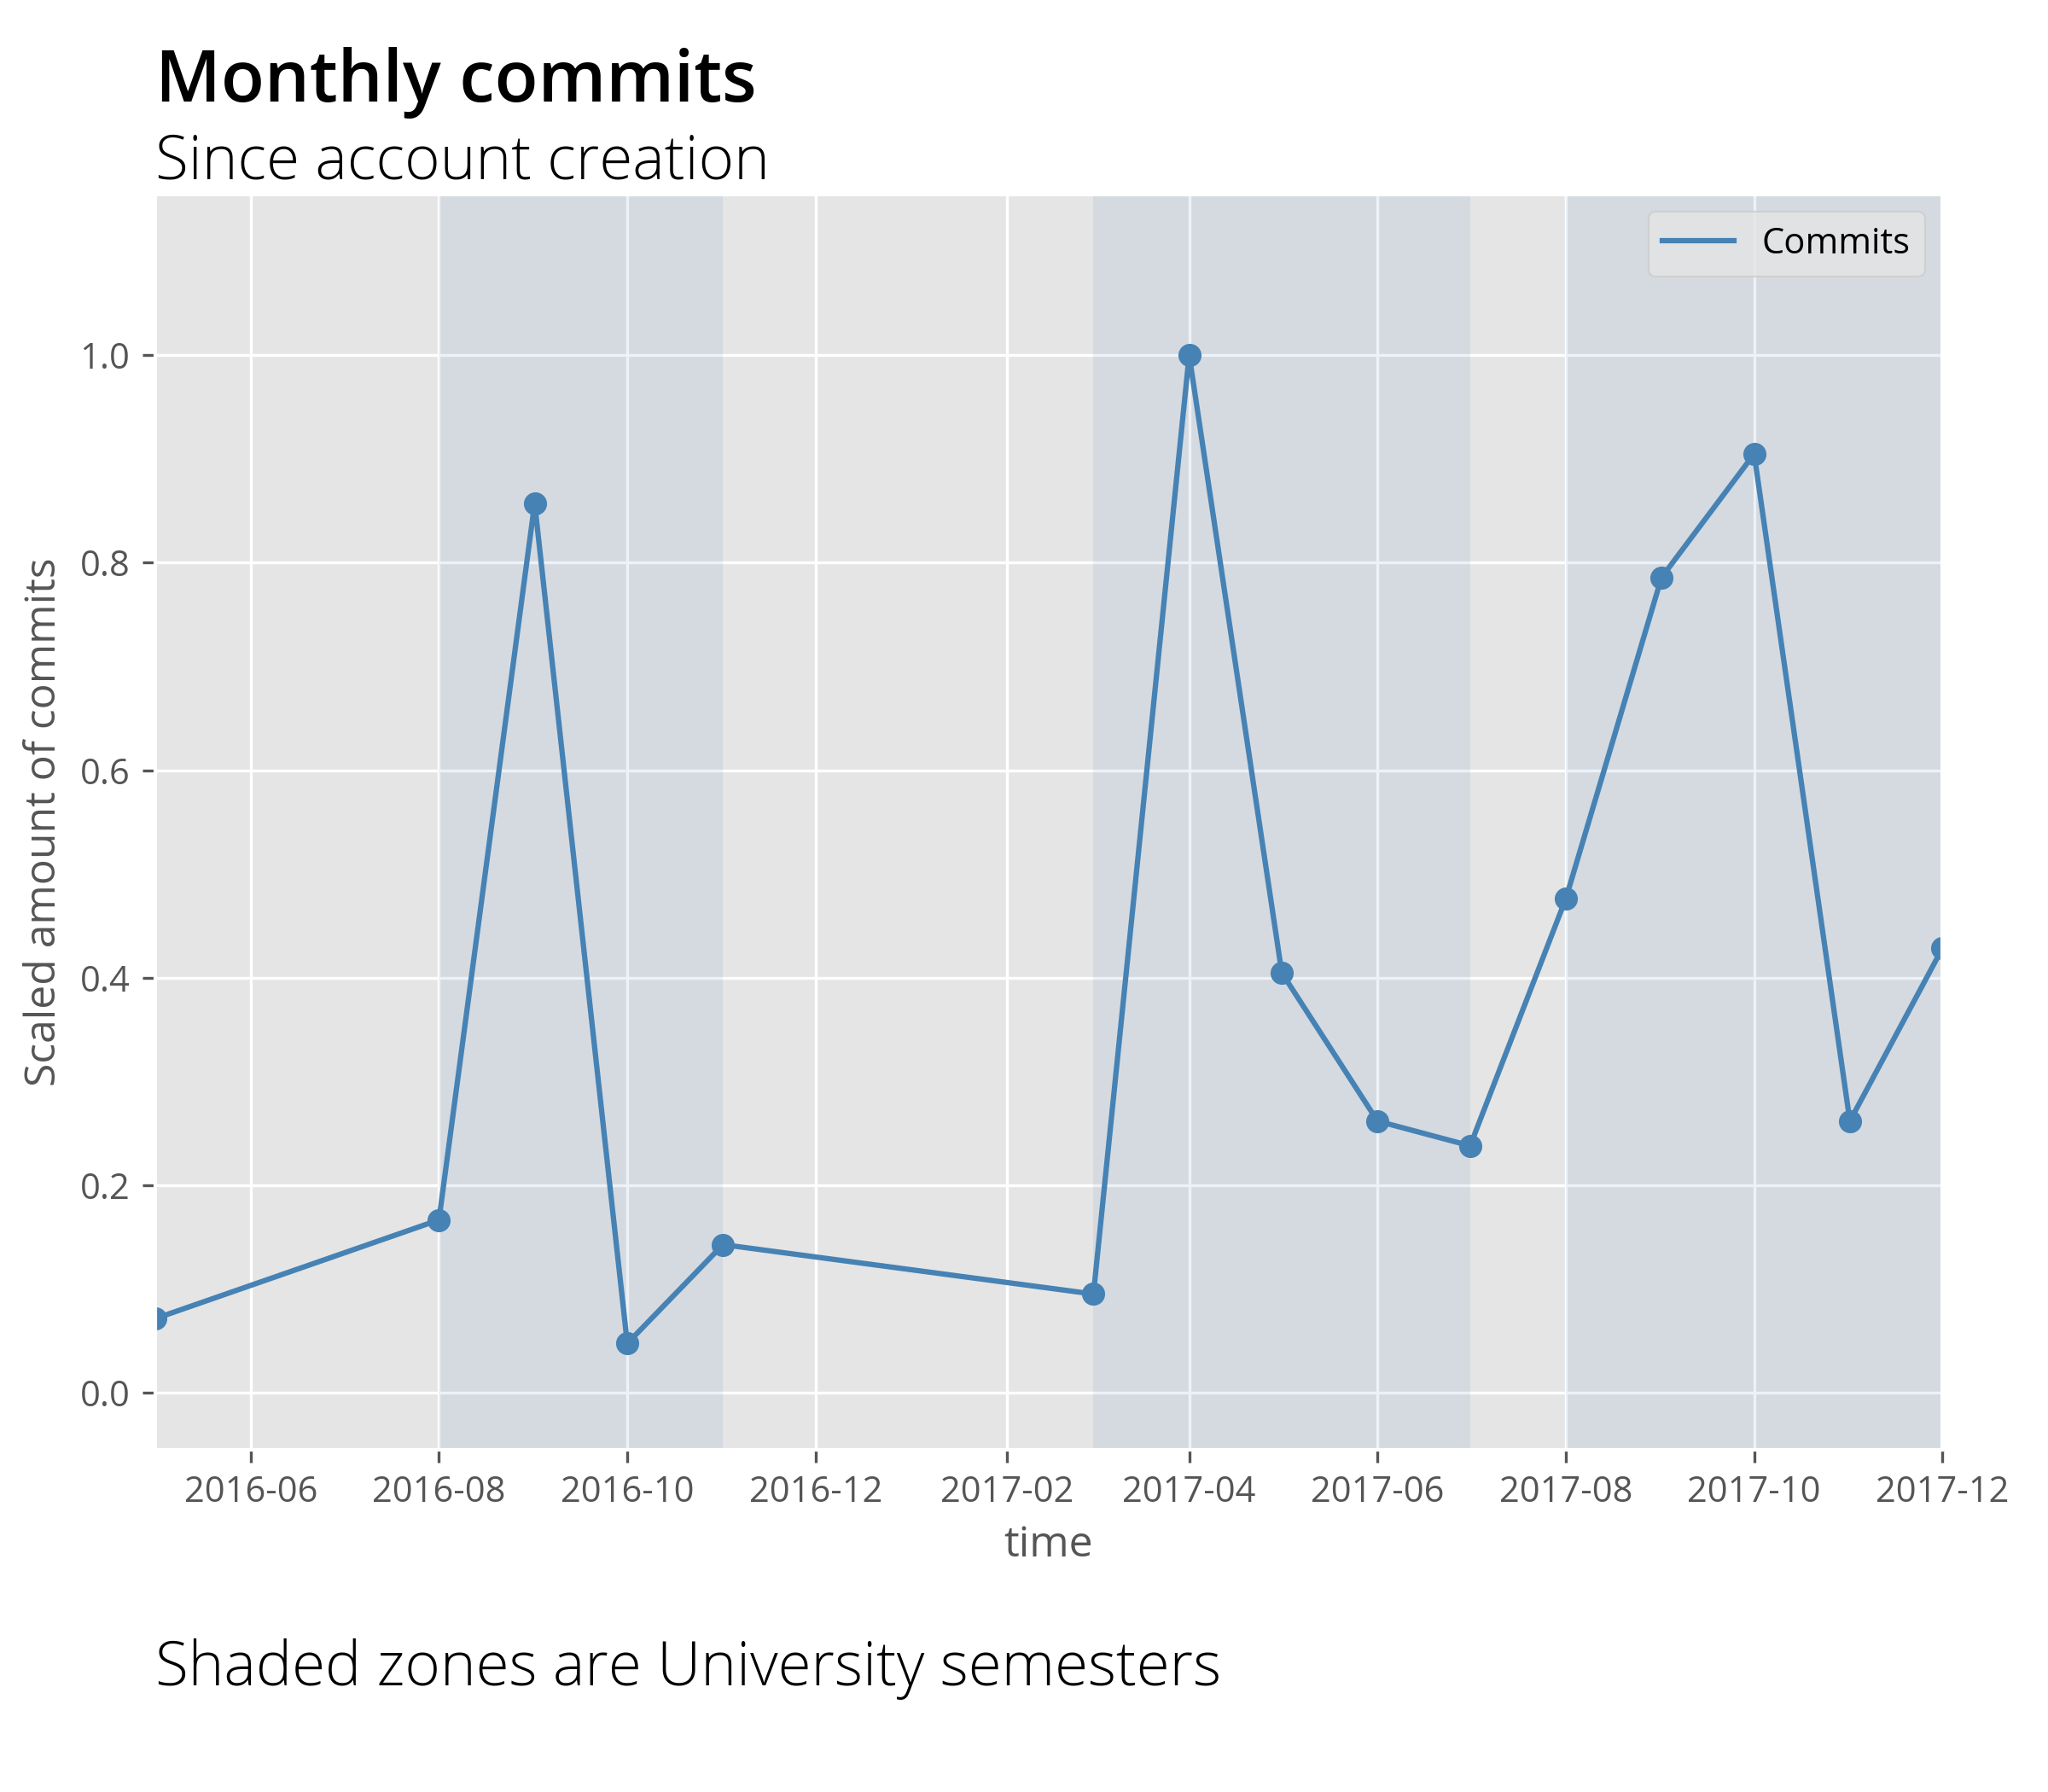 Monthly commits
Since account creation
Commits
1.0
0.8
0.6
0.4
0.2
0.0
Scaled amount of commits
2016-06 2016-08 2016-10 2016-12 2017-02 2017-04 2017-06 2017-08 2017-10 2017-12
time
Shaded zones are University semesters